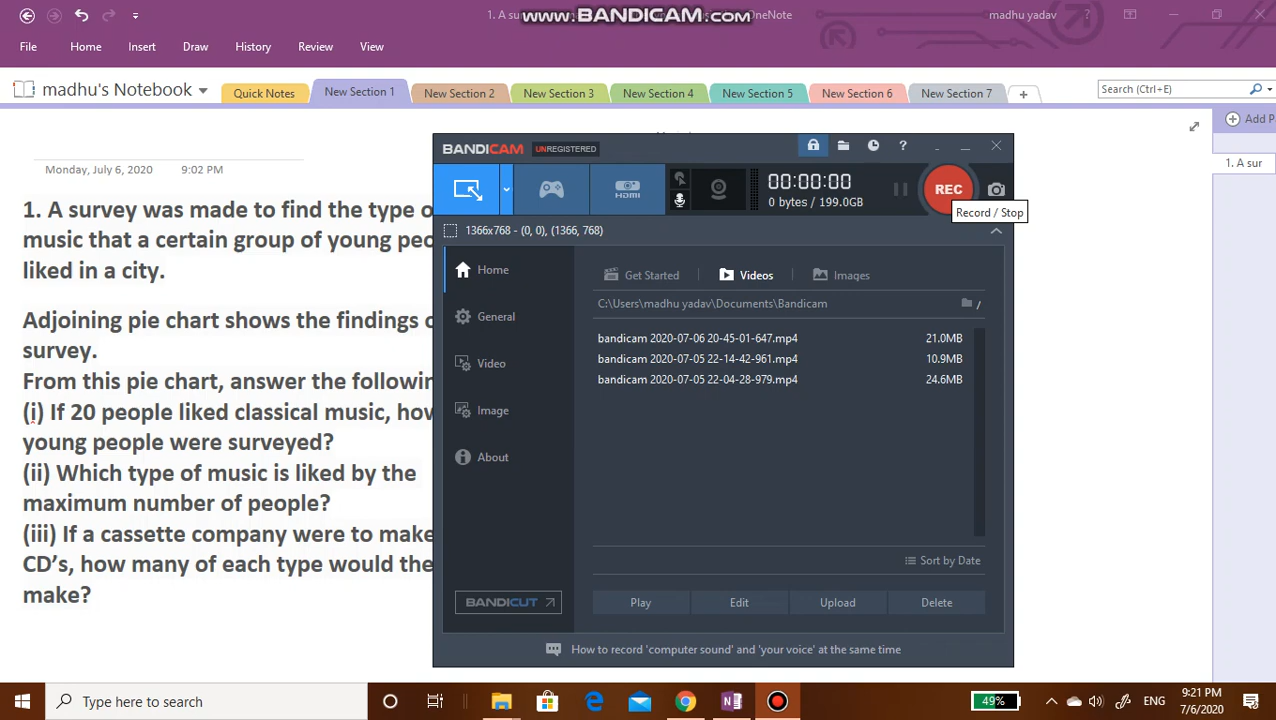 1. A su
www.BANDICAM.com
OneNote
madhu yadav
?
File
Home
Insert
Draw
History
Review
View
madhu's Notebook
Quick Notes
New Section 1
New Section 2
New Section 3
New Section 4
New Section 5
New Section 6
New Section 7
+
Search (Ctrl+E)
Add P
1. A sur
Monday, July 6, 2020
9:02 PM
1. A survey was made to find the type o
music that a certain group of young peo
liked in a city.
Adjoining pie chart shows the findings o
survey.
From this pie chart, answer the followin
(i) If 20 people liked classical music, how
young people were surveyed?
(ii) Which type of music is liked by the
maximum number of people?
(iii) If a cassette company were to make
CD's, how many of each type would the
make?
BANDICAM
UNREGISTERED
?
HDMI
00:00:00
0 bytes / 199.0GB
REC
Record / Stop
1366x768 - (0, 0), (1366, 768)
Home
General
Video
Image
About
BANDICUT
Get Started
Videos
Images
C:\Users\madhu yadav\Documents\Bandicam
/
bandicam 2020-07-06 20-45-01-647.mp4 21.0MB
bandicam 2020-07-05 22-14-42-961.mp4 10.9MB
bandicam 2020-07-05 22-04-28-979.mp4 24.6MB
Sort by Date
Play
Edit
Upload
Delete
How to record 'computer sound' and 'your voice' at the same time
Type here to search
49%
ENG
9:21 PM
7/6/2020